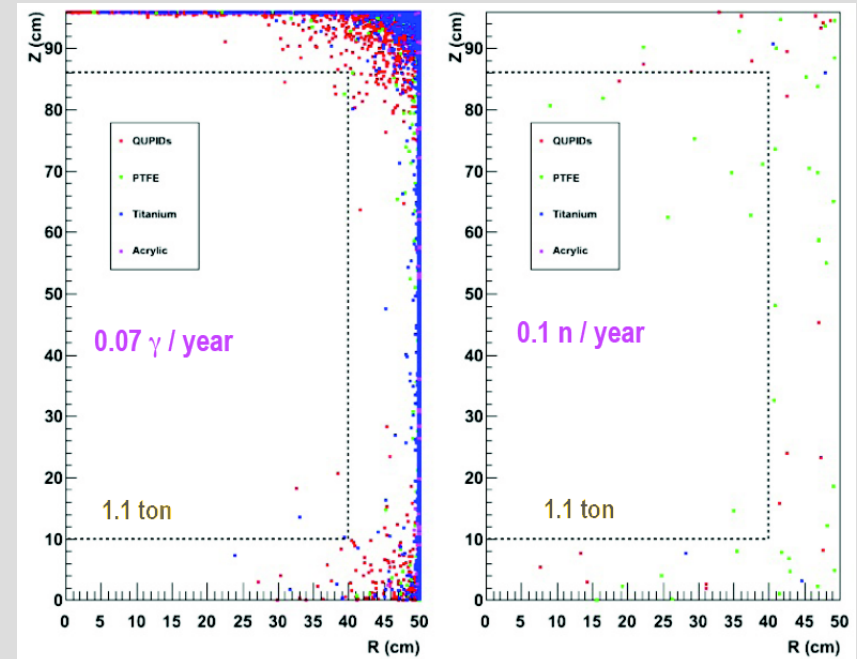 Z (cm)
90
80
70
60
50
40
30
20
10
0
QUPIDs
PTFE
Titanium
Acrylic
0.07 γ / year
1.1 ton
0 5 10 15 20 25 30 35 40 45 50
R (cm)
Z (cm)
90
80
70
60
50
40
30
20
10
0
QUPIDs
PTFE
Titanium
Acrylic
0.1 n / year
1.1 ton
0 5 10 15 20 25 30 35 40 45 50
R (cm)